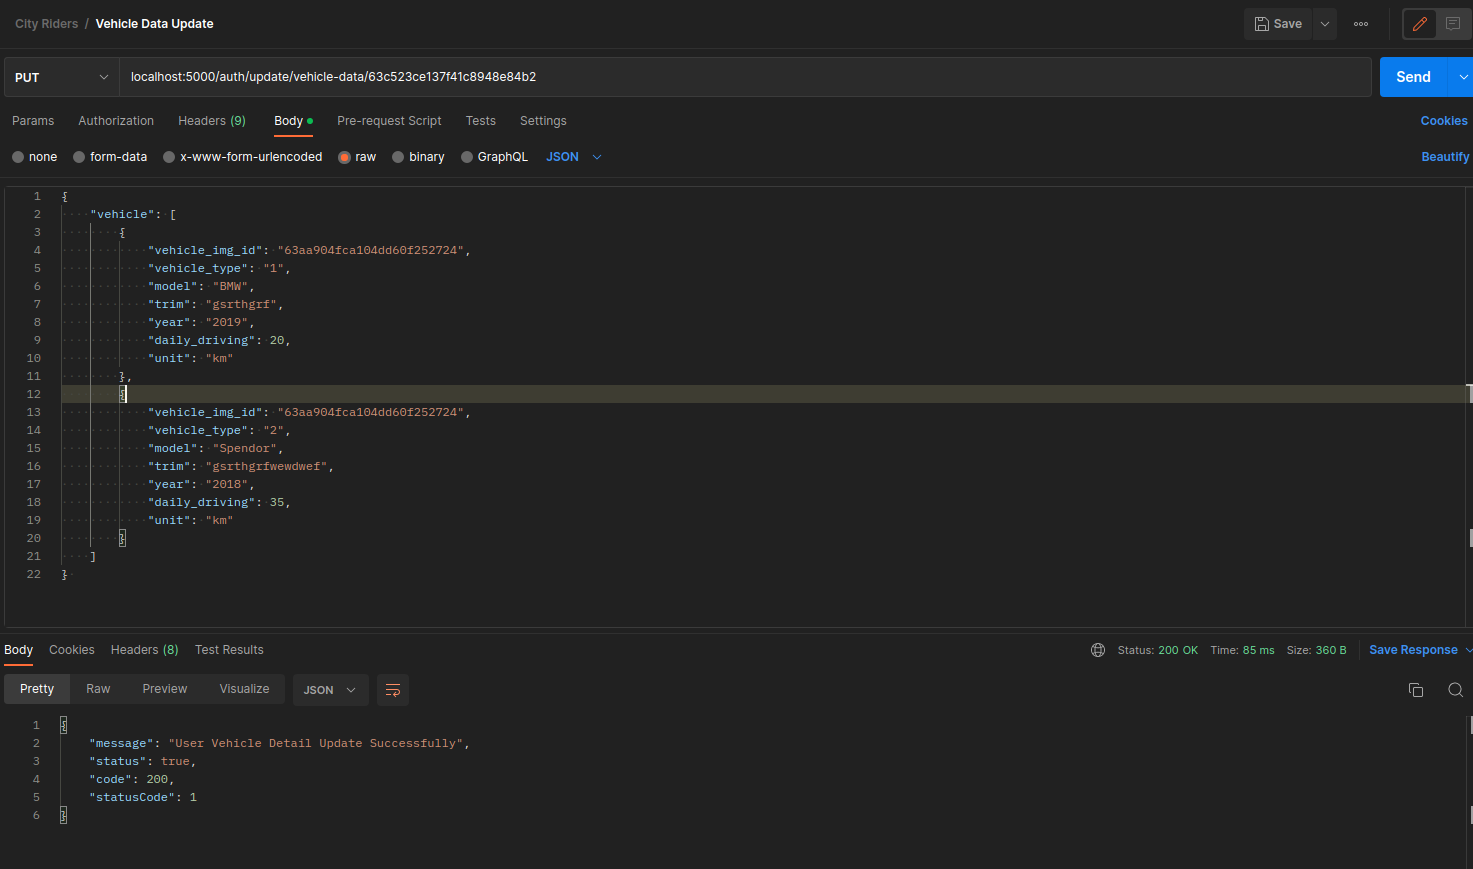 City Riders / Vehicle Data Update
Save
PUT
localhost:5000/auth/update/vehicle-data/63c523ce137f41c8948e84b2
Send
Params Authorization Headers (9) Body Pre-request Script Tests Settings Cookies
none form-data x-www-form-urlencoded raw binary GraphQL JSON Beautify
1 {
2 "vehicle": [
3 {
4 "vehicle_img_id": "63aa904fca104dd60f252724",
5 "vehicle_type": "1",
6 "model": "BMW",
7 "trim": "gsrthgrf",
8 "year": "2019",
9 "daily_driving": 20,
10 "unit": "km"
11 },
12 {
13 "vehicle_img_id": "63aa904fca104dd60f252724",
14 "vehicle_type": "2",
15 "model": "Spendor",
16 "trim": "gsrthgrfwewdwef",
17 "year": "2018",
18 "daily_driving": 35,
19 "unit": "km"
20 }
21 ]
22 }
Body Cookies Headers (8) Test Results Status: 200 OK Time: 85 ms Size: 360 B Save Response
Pretty Raw Preview Visualize JSON
1 {
2 "message": "User Vehicle Detail Update Successfully",
3 "status": true,
4 "code": 200,
5 "statusCode": 1
6 }